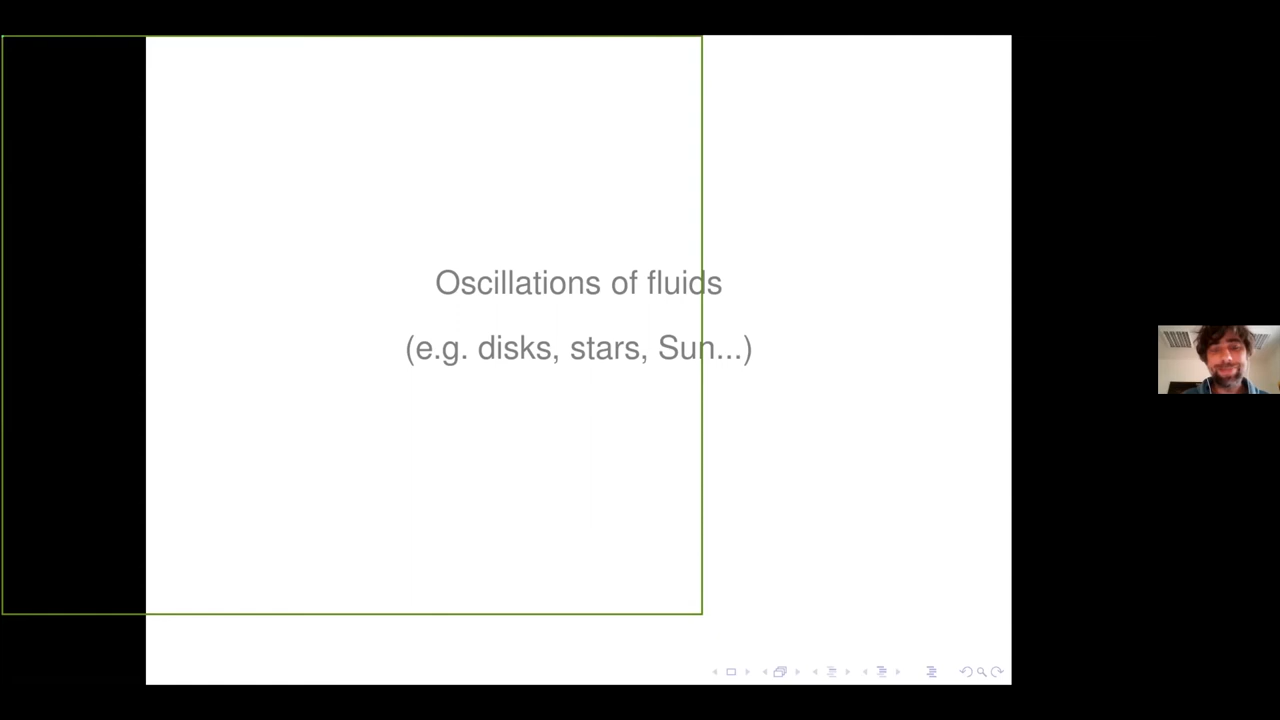 Oscillations of fluids
(e.g. disks, stars, Sun...)